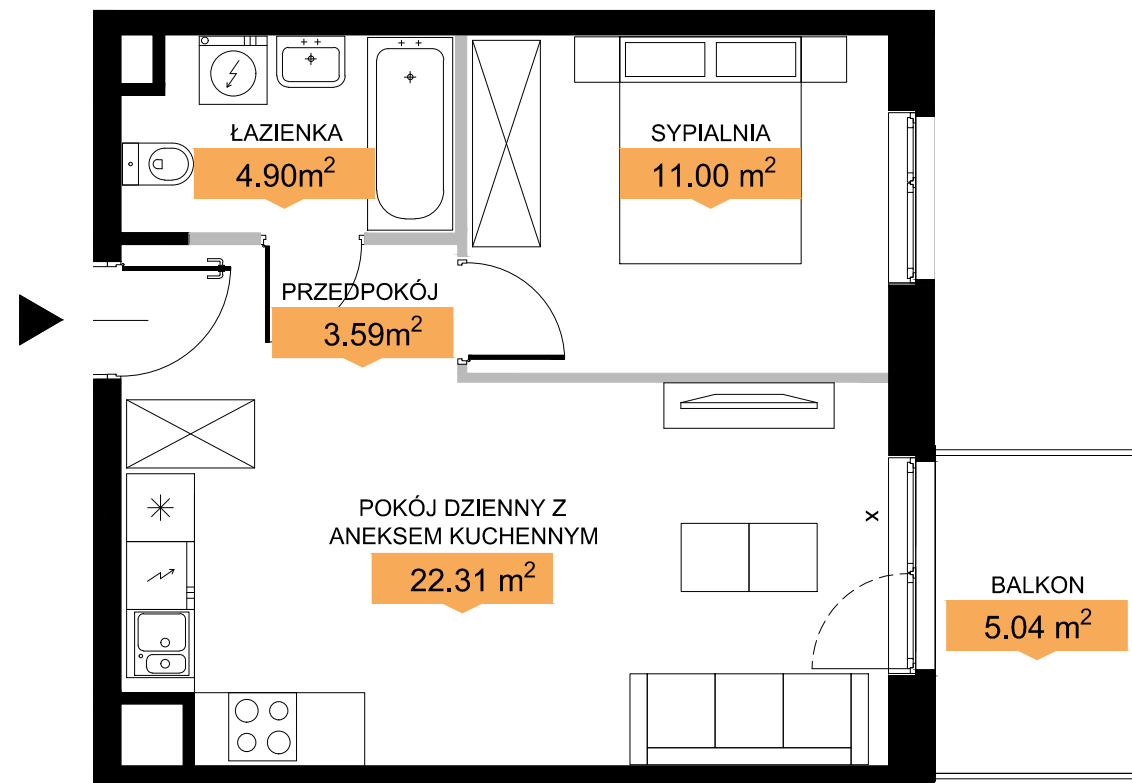 ŁAZIENKA
4.90m²
SYPIALNIA
11.00 m²
PRZEDPOKÓJ
3.59m²
POKÓJ DZIENNY Z
ANEKSEM KUCHENNYM
22.31 m²
x
BALKON
5.04 m²